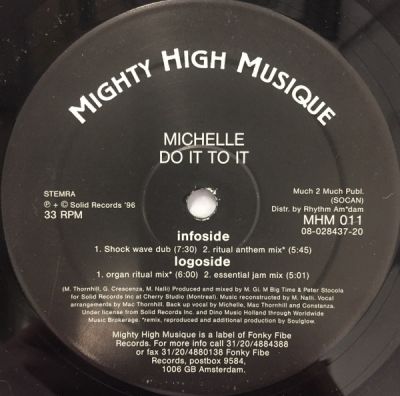 MIGHTY HIGH MUSIQUE
MICHELLE
DO IT TO IT
STEMRA
℗ + © Solid Records '96
33 RPM
Much 2 Much Publ.
(SOCAN)
Distr. by Rhythm Am*dam
MHM 011
08-028437-20
infoside
1. Shock wave dub (7:30) 2. ritual anthem mix* (5:45)
logoside
1. organ ritual mix* (6:00) 2. essential jam mix (5:01)
(M. Thornhill, G. Crescenza, M. Nalli) Produced and mixed by M. Gi. M Big Time & Peter Stocola
for Solid Records Inc at Cherry Studio (Montreal). Music reconstructed by M. Nalli. Vocal
arrangements by Mac Thornhill. Back up vocal by Michelle, Mac Thornhill and Constanza.
Under license from Solid Records Inc. and Dino Music Holland through Worldwide
Music Brokerage. *remix, reproduced and additional production by Soulglow.
Mighty High Musique is a label of Fonky Fibe
Records. For more info call 31/20/4884388
or fax 31/20/4880138 Fonky Fibe
Records, postbox 9584,
1006 GB Amsterdam.